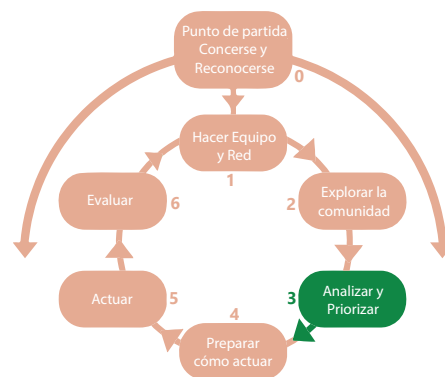 Punto de partida
Concerse y
Reconocerse
0
Hacer Equipo
y Red
1
Explorar la
comunidad
2
Analizar y
Priorizar
3
Preparar
cómo actuar
4
Actuar
5
Evaluar
6